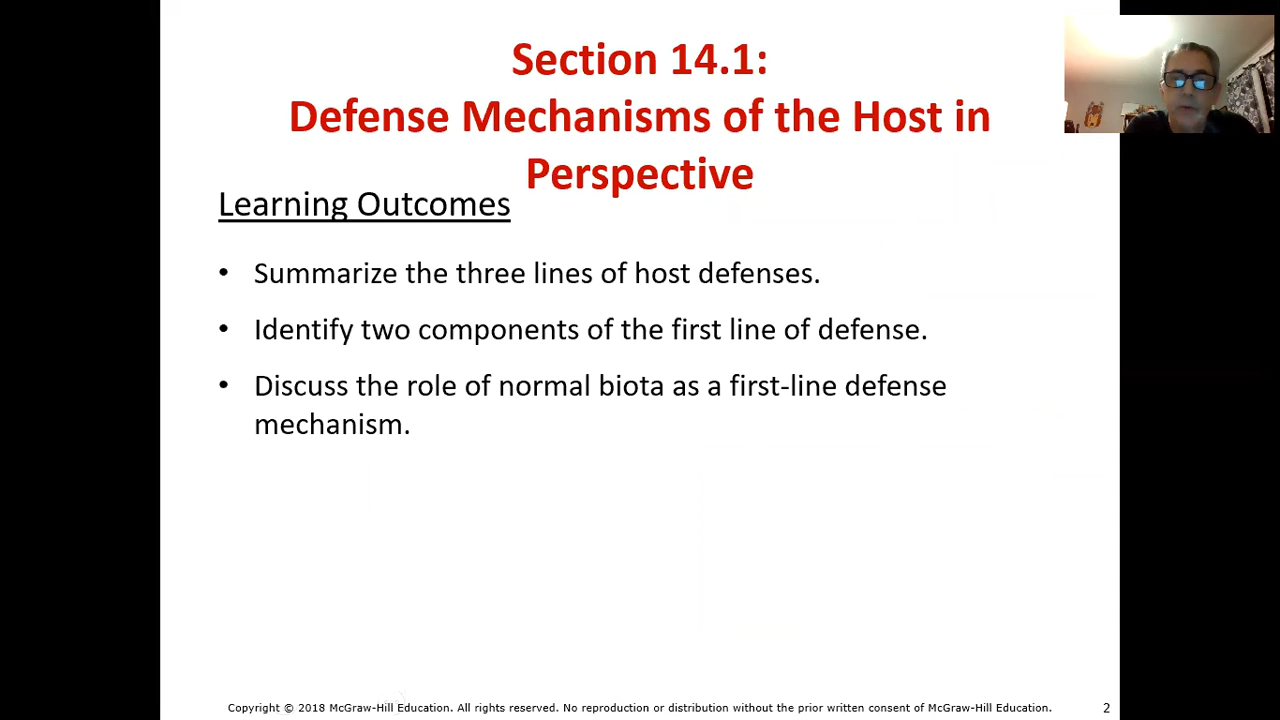 Section 14.1:
Defense Mechanisms of the Host in
Perspective
Learning Outcomes
• Summarize the three lines of host defenses.
• Identify two components of the first line of defense.
• Discuss the role of normal biota as a first-line defense
mechanism.
Copyright © 2018 McGraw-Hill Education. All rights reserved. No reproduction or distribution without the prior written consent of McGraw-Hill Education.
2